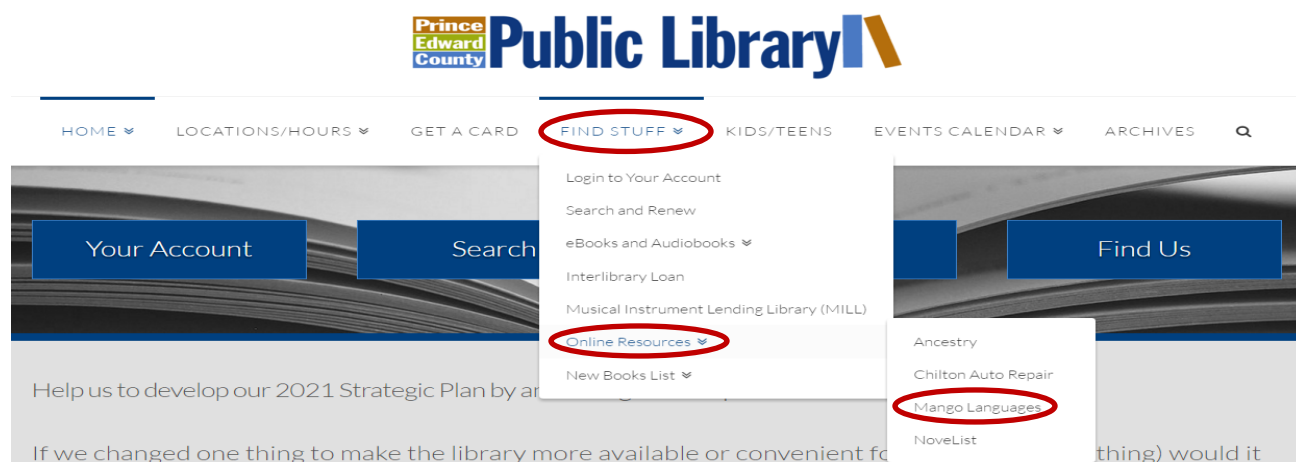 Prince Edward County Public Library
HOME LOCATIONS/HOURS GET A CARD FIND STUFF KIDS/TEENS EVENTS CALENDAR ARCHIVES
Login to Your Account
Search and Renew
eBooks and Audiobooks
Interlibrary Loan
Musical Instrument Lending Library (MILL)
Online Resources
New Books List
Ancestry
Chilton Auto Repair
Mango Languages
NoveList
Your Account Search Find Us
Help us to develop our 2021 Strategic Plan by
If we changed one thing to make the library more available or convenient thing) would it